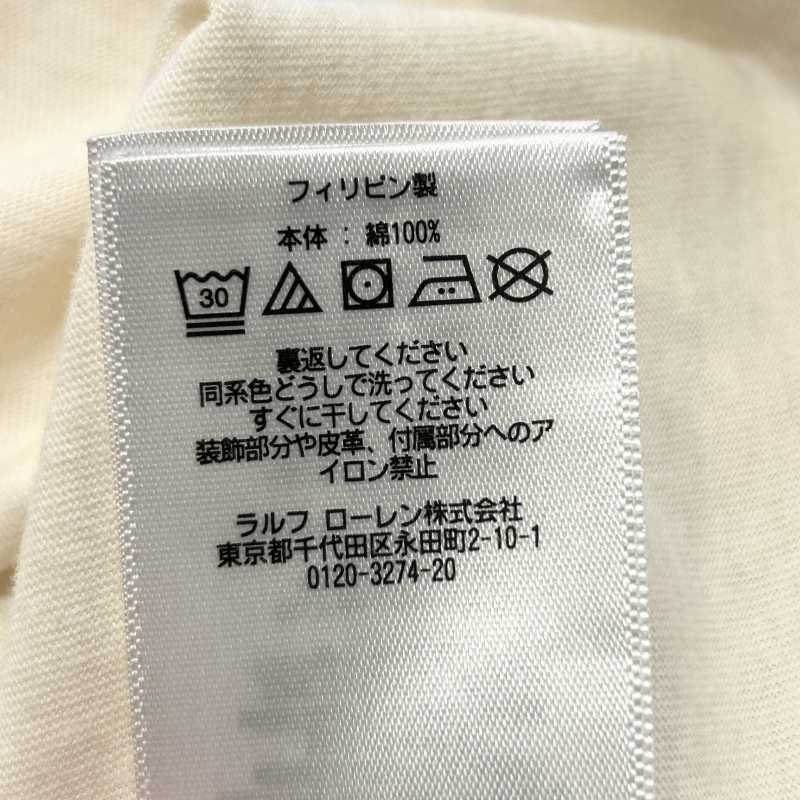 フィリピン製
本体 : 綿100%
30
裏返してください
同系色どうしで洗ってください
すぐに干してください
装飾部分や皮革、付属部分へのア
イロン禁止
ラルフ ローレン株式会社
東京都千代田区永田町2-10-1
0120-3274-20